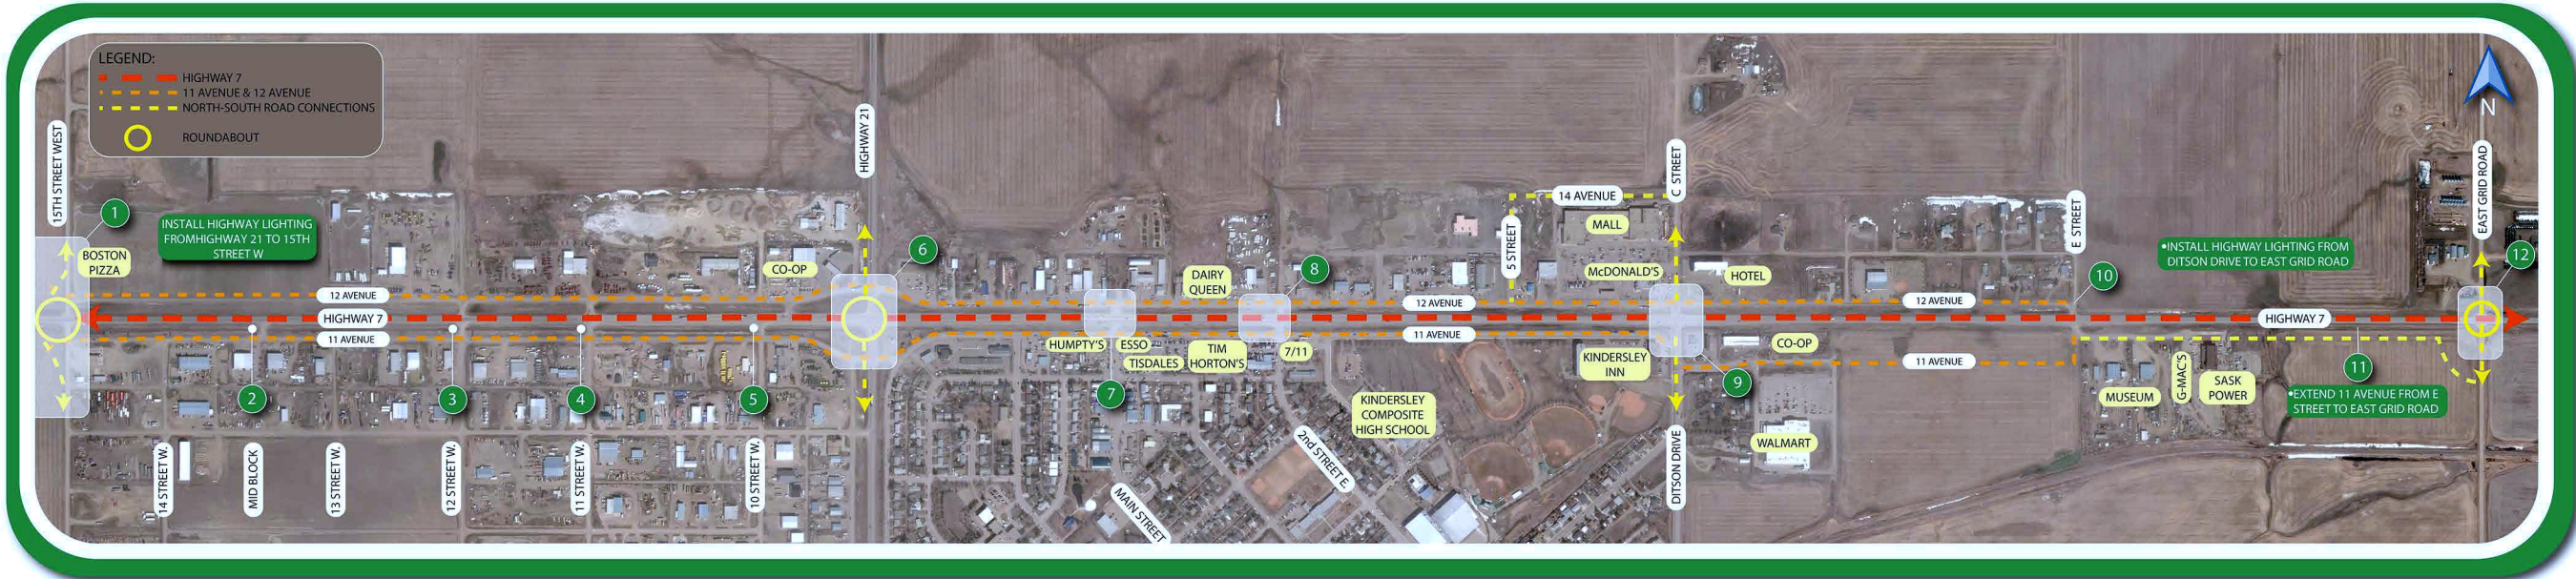 LEGEND:
HIGHWAY 7
11 AVENUE & 12 AVENUE
NORTH-SOUTH ROAD CONNECTIONS
ROUNDABOUT
15TH STREET WEST
1
BOSTON
PIZZA
INSTALL HIGHWAY LIGHTING
FROMHIGHWAY 21 TO 15TH
STREET W
12 AVENUE
HIGHWAY 7
11 AVENUE
2
3
4
5
14 STREET W.
MID BLOCK
13 STREET W.
12 STREET W.
11 STREET W.
10 STREET W.
HIGHWAY 21
CO-OP
6
HUMPTY'S
ESSO
TISDALES
7
DAIRY
QUEEN
TIM
HORTON'S
8
7/11
MAIN STREET
2nd STREET E.
KINDERSLEY
COMPOSITE
HIGH SCHOOL
12 AVENUE
11 AVENUE
5 STREET
14 AVENUE
MALL
McDONALD'S
C STREET
HOTEL
KINDERSLEY
INN
9
DITSON DRIVE
CO-OP
WALMART
12 AVENUE
11 AVENUE
E STREET
10
•INSTALL HIGHWAY LIGHTING FROM
DITSON DRIVE TO EAST GRID ROAD
HIGHWAY 7
MUSEUM
G-MAC'S
SASK
POWER
11
•EXTEND 11 AVENUE FROM E
STREET TO EAST GRID ROAD
N
EAST GRID ROAD
12